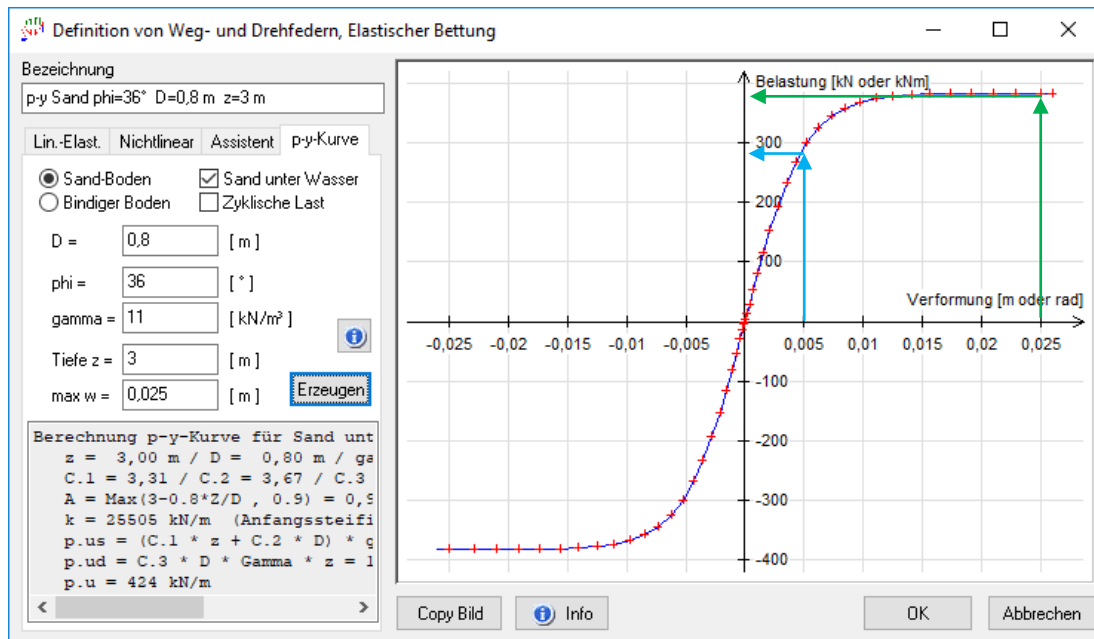 Definition von Weg- und Drehfedern, Elastischer Bettung
Bezeichnung
p-y Sand phi=36° D=0,8 m z=3 m
Lin.-Elast. Nichtlinear Assistent p-y-Kurve
Sand-Boden Sand unter Wasser
Bindiger Boden Zyklische Last
D = 0,8 [ m ]
phi = 36 [ ° ]
gamma = 11 [ kN/m³ ]
Tiefe z = 3 [ m ]
max w = 0,025 [ m ]
Erzeugen
Berechnung p-y-Kurve für Sand unt
z = 3,00 m / D = 0,80 m / ga
C.1 = 3,31 / C.2 = 3,67 / C.3
A = Max(3-0.8*Z/D , 0.9) = 0,9
k = 25505 kN/m (Anfangssteifi
p.us = (C.1 * z + C.2 * D) * g
p.ud = C.3 * D * Gamma * z = 1
p.u = 424 kN/m
Belastung [kN oder kNm]
300
200
100
Verformung [m oder rad]
-0,025 -0,02 -0,015 -0,01 -0,005 0,005 0,01 0,015 0,02 0,025
-100
-200
-300
-400
Copy Bild Info OK Abbrechen